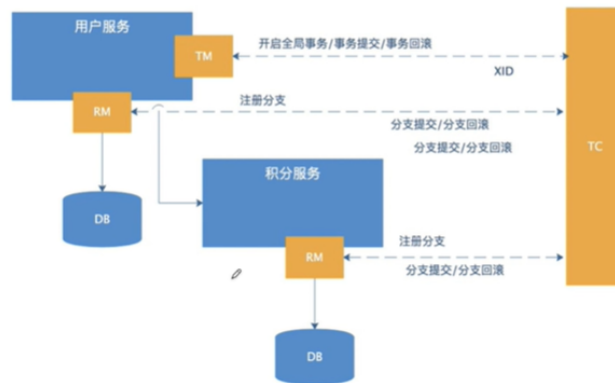 用户服务
TM
开启全局事务/事务提交/事务回滚
XID
RM
注册分支
分支提交/分支回滚
分支提交/分支回滚
TC
DB
积分服务
RM
注册分支
分支提交/分支回滚
DB